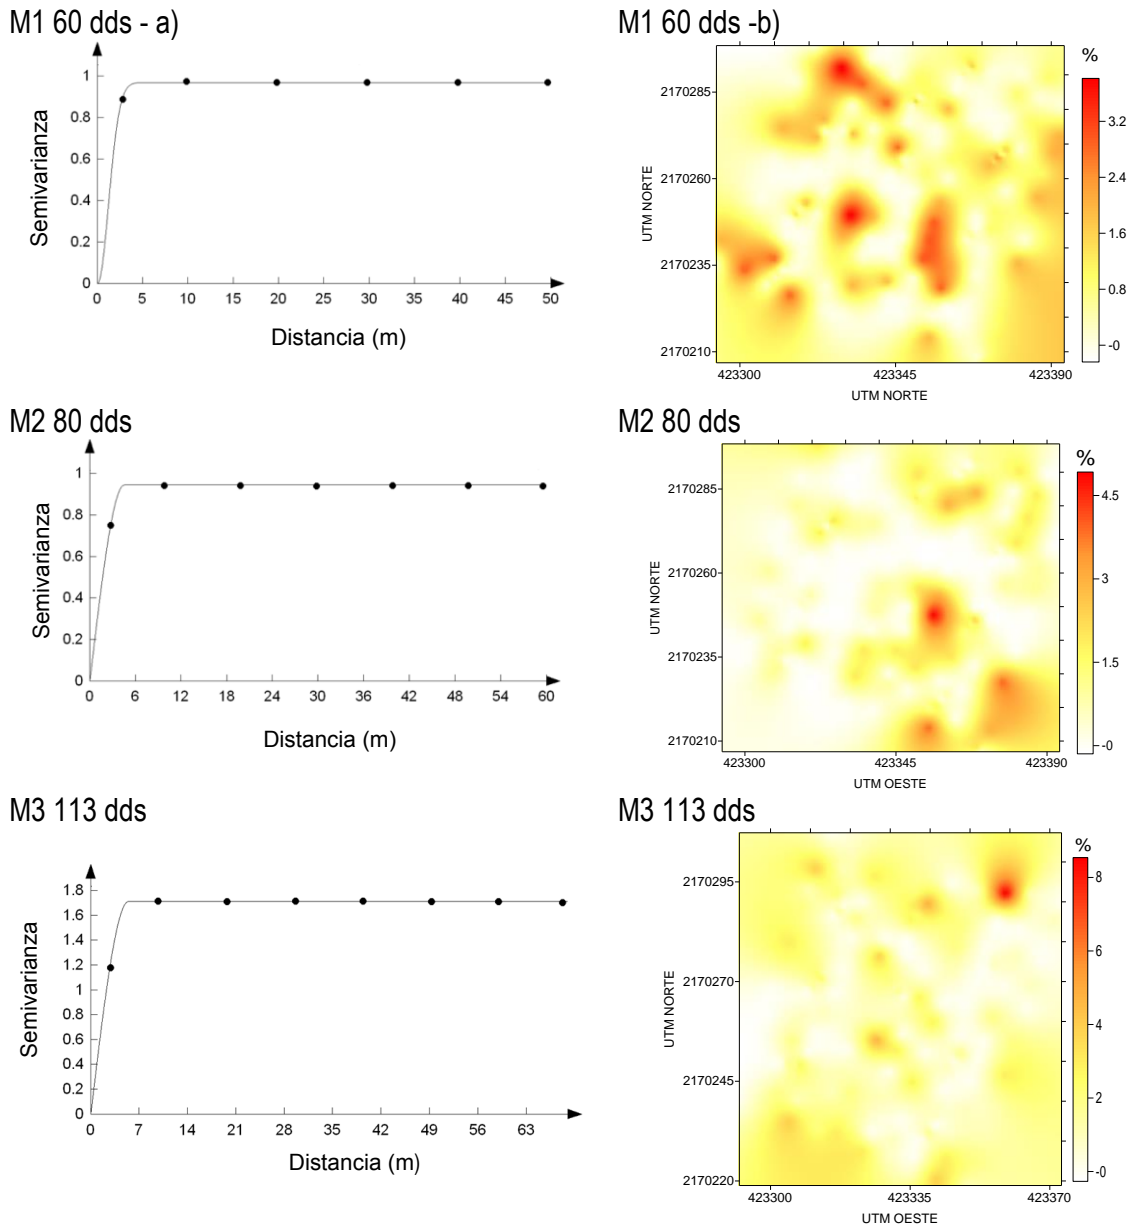 M1 60 dds - a)
Semivarianza
1
0.8
0.6
0.4
0.2
0
0 5 10 15 20 25 30 35 40 45 50
Distancia (m)
M1 60 dds -b)
%
UTM NORTE
2170285
2170260
2170235
2170210
423300 423345 423390
UTM NORTE
3.2
2.4
1.6
0.8
-0
M2 80 dds
Semivarianza
1
0.8
0.6
0.4
0.2
0
0 6 12 18 24 30 36 42 48 54 60
Distancia (m)
M2 80 dds
%
UTM NORTE
2170285
2170260
2170235
2170210
423300 423345 423390
UTM OESTE
4.5
3
1.5
-0
M3 113 dds
Semivarianza
1.8
1.6
1.4
1.2
1
0.8
0.6
0.4
0.2
0
0 7 14 21 28 35 42 49 56 63
Distancia (m)
M3 113 dds
%
UTM NORTE
2170295
2170270
2170245
2170220
423300 423335 423370
UTM OESTE
8
6
4
2
-0